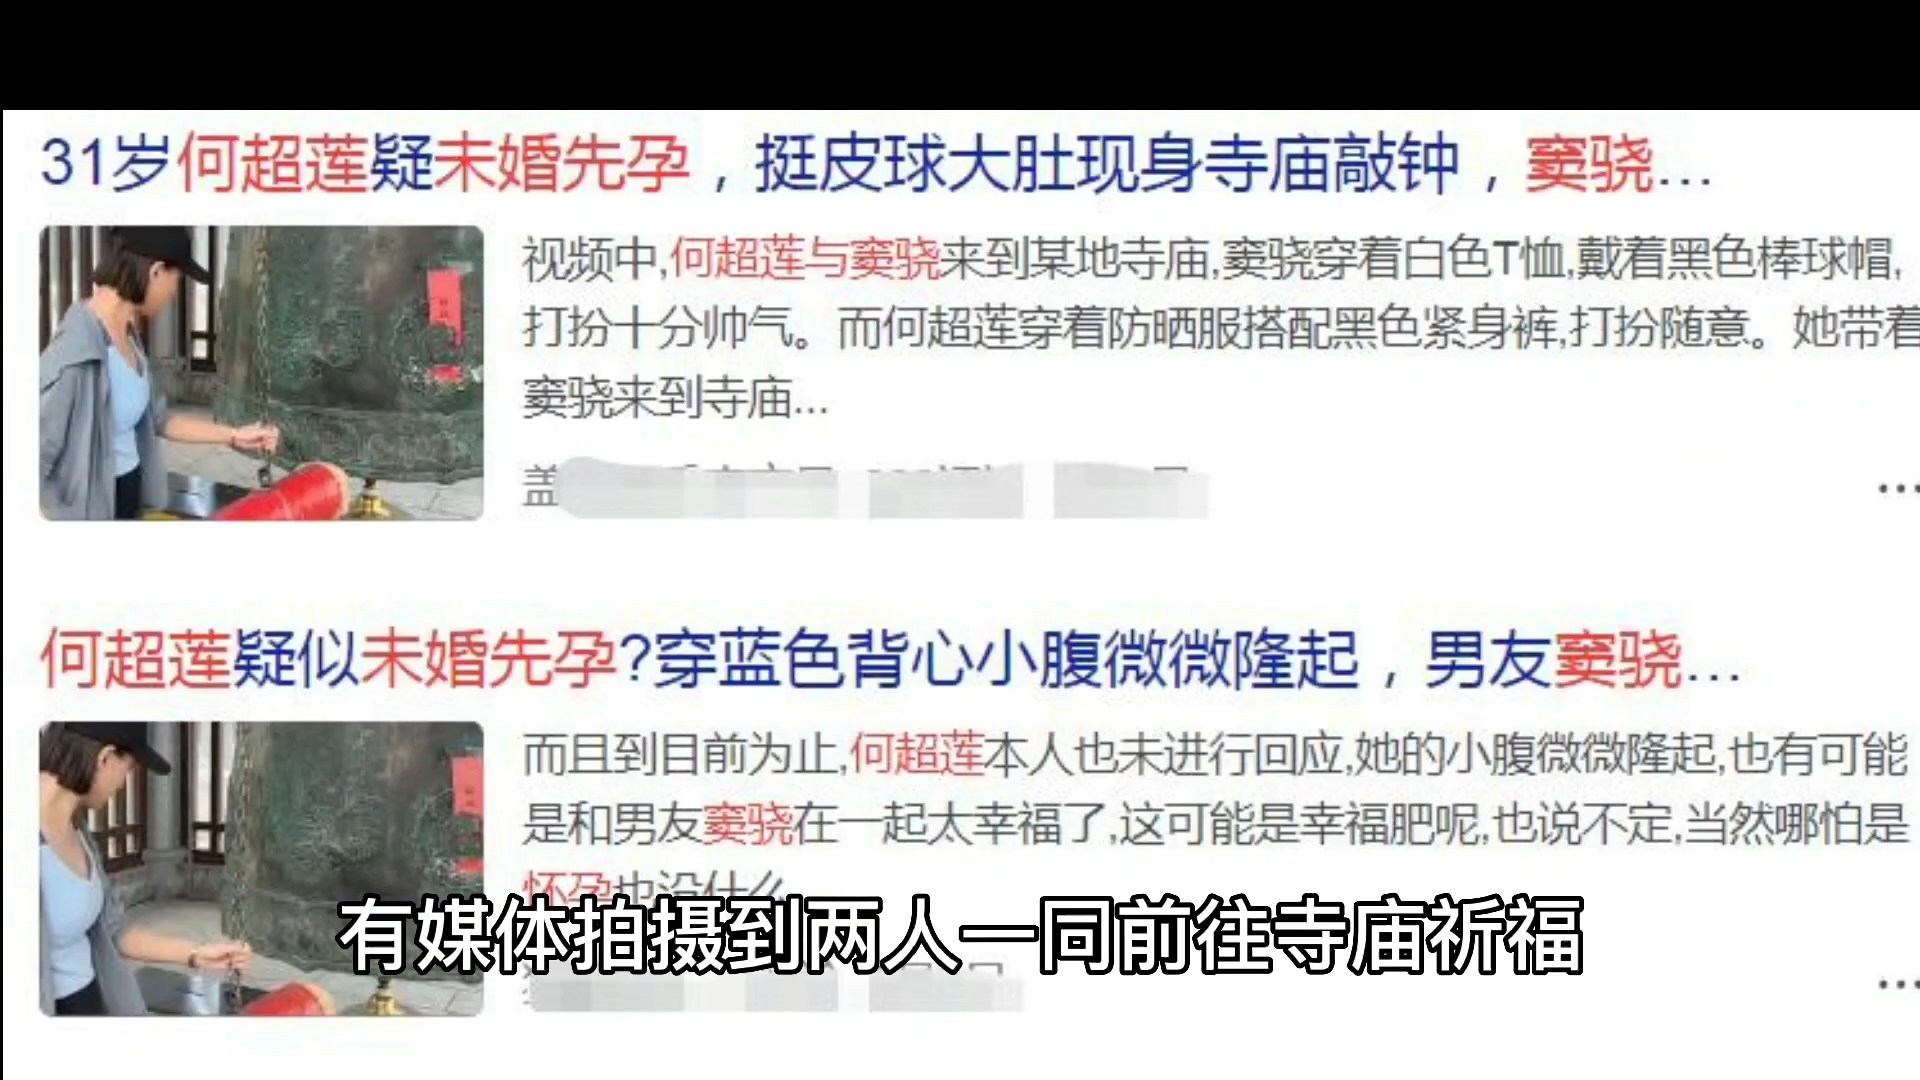 31岁何超莲疑未婚先孕，挺皮球大肚现身寺庙敲钟，窦骁...
视频中,何超莲与窦骁来到某地寺庙,窦骁穿着白色T恤,戴着黑色棒球帽,
打扮十分帅气。而何超莲穿着防晒服搭配黑色紧身裤,打扮随意。她带着
窦骁来到寺庙...
盖
何超莲疑似未婚先孕?穿蓝色背心小腹微微隆起，男友窦骁...
而且到目前为止,何超莲本人也未进行回应,她的小腹微微隆起,也有可能
是和男友窦骁在一起太幸福了,这可能是幸福肥呢,也说不定,当然哪怕是
怀孕也没什么
有媒体拍摄到两人一同前往寺庙祈福